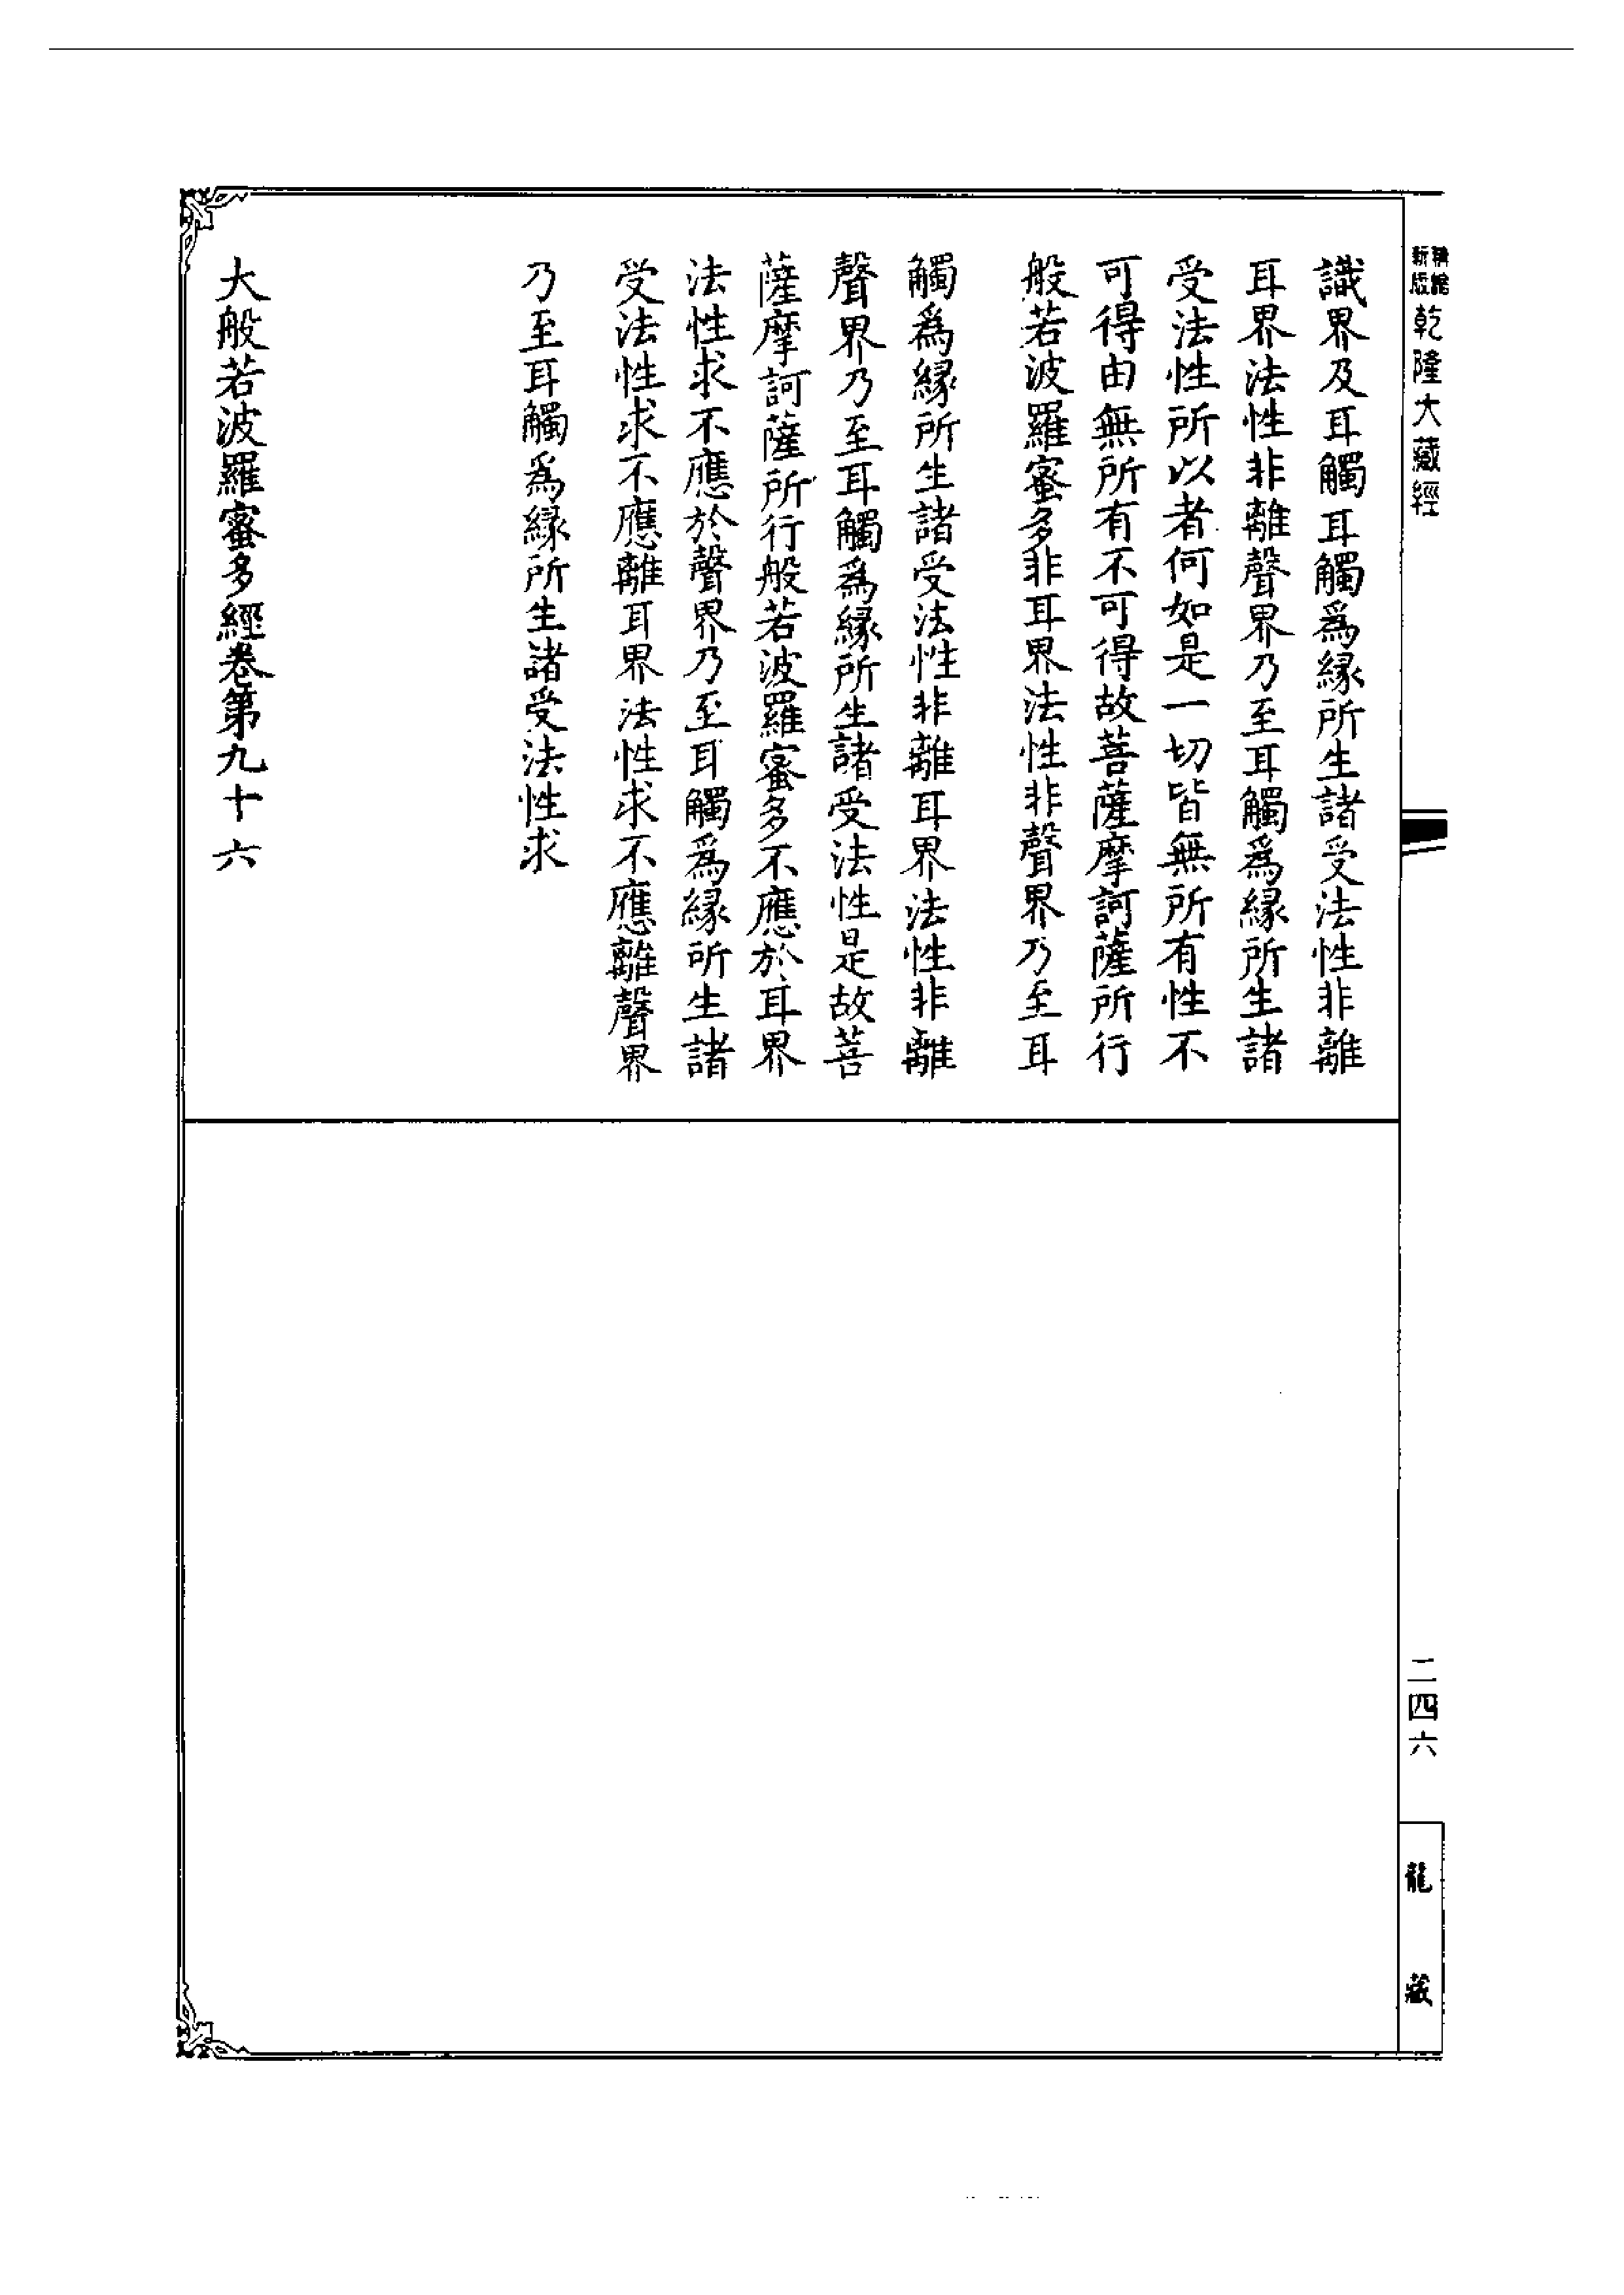 乾隆大藏經
識界及耳觸耳觸爲緣所生諸受法性非離
耳界法性非離聲界乃至耳觸爲緣所生諸
受法性所以者何如是一切皆無所有性不
可得由無所有不可得故菩薩摩訶薩所行
般若波羅蜜多非耳界法性非聲界乃至耳
觸爲緣所生諸受法性非離耳界法性非離
聲界乃至耳觸爲緣所生諸受法性是故菩
薩摩訶薩所行般若波羅蜜多不應於耳界
法性求不應於聲界乃至耳觸爲緣所生諸
受法性求不應離耳界法性求不應離聲界
乃至耳觸爲緣所生諸受法性求
大般若波羅蜜多經卷第九十六
二四六
龍藏